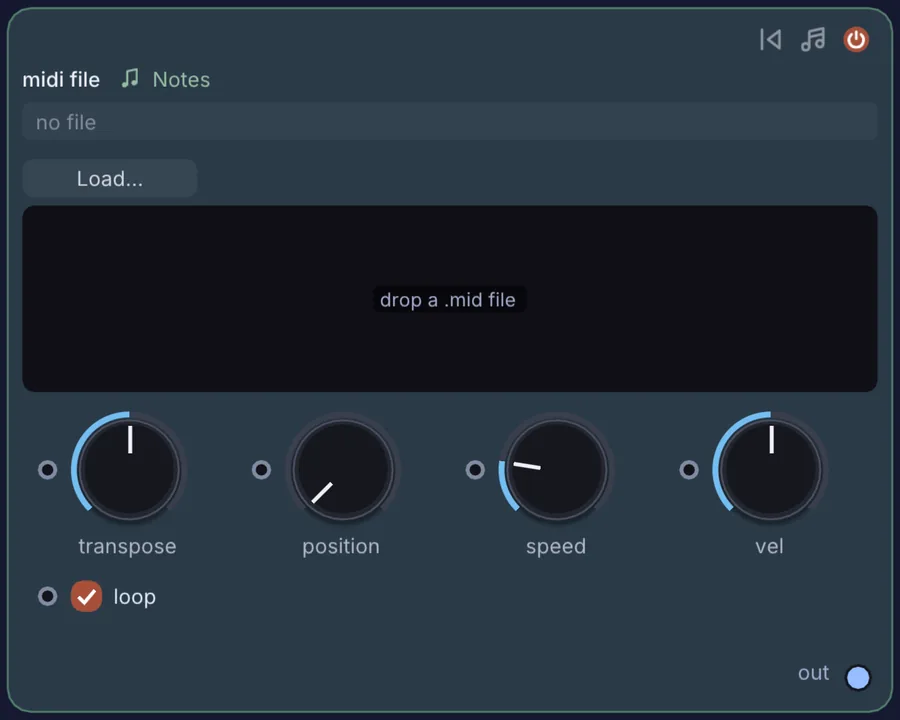 midi file Notes
no file
Load...
drop a .mid file
transpose position speed vel
loop
out